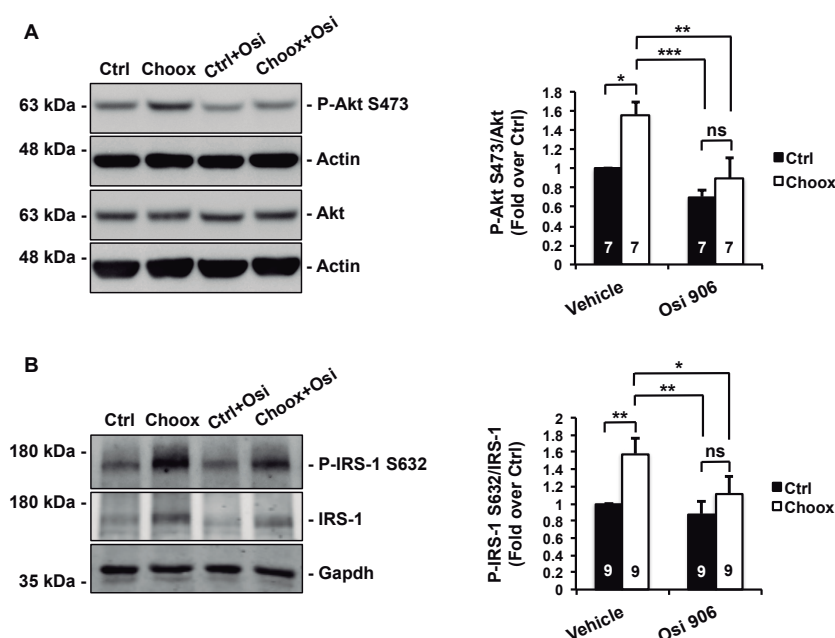 A
Ctrl Choox Ctrl+Osi Choox+Osi
63 kDa - - P-Akt S473
48 kDa - - Actin
63 kDa - - Akt
48 kDa - - Actin
P-Akt S473/Akt
(Fold over Ctrl)
1.8
1.6
1.4
1.2
1
0.8
0.6
0.4
0.2
0
**
***
*
ns
7 7 7 7
Vehicle Osi 906
Ctrl
Choox
B
Ctrl Choox Ctrl+Osi Choox+Osi
180 kDa - - P-IRS-1 S632
180 kDa - - IRS-1
35 kDa - - Gapdh
P-IRS-1 S632/IRS-1
(Fold over Ctrl)
2
1.8
1.6
1.4
1.2
1
0.8
0.6
0.4
0.2
0
*
**
**
ns
9 9 9 9
Vehicle Osi 906
Ctrl
Choox